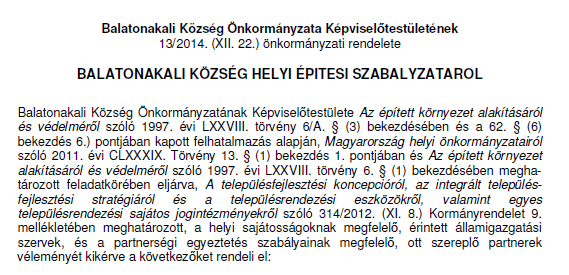 Balatonakali Község Önkormányzata Képviselőtestületének
13/2014. (XII. 22.) önkormányzati rendelete
BALATONAKALI KÖZSÉG HELYI ÉPITESI SZABALYZATAROL
Balatonakali Község Önkormányzatának Képviselőtestülete Az épített környezet alakításáról
és védelméről szóló 1997. évi LXXVIII. törvény 6/A. § (3) bekezdésében és a 62. § (6)
bekezdés 6.) pontjában kapott felhatalmazás alapján, Magyarország helyi önkormányzatairól
szóló 2011. évi CLXXXIX. Törvény 13. § (1) bekezdés 1. pontjában és Az épített környezet
alakításáról és védelméről szóló 1997. évi LXXVIII. törvény 6. § (1) bekezdésében megha-
tározott feladatkörében eljárva, A településfejlesztési koncepcióról, az integrált település-
fejlesztési stratégiáról és a településrendezési eszközökről, valamint egyes
településrendezési sajátos jogintézményekről szóló 314/2012. (XI. 8.) Kormányrendelet 9.
mellékletében meghatározott, a helyi sajátosságoknak megfelelő, érintett államigazgatási
szervek, és a partnerségi egyeztetés szabályainak megfelelő, ott szereplő partnerek
véleményét kikérve a következőket rendeli el: